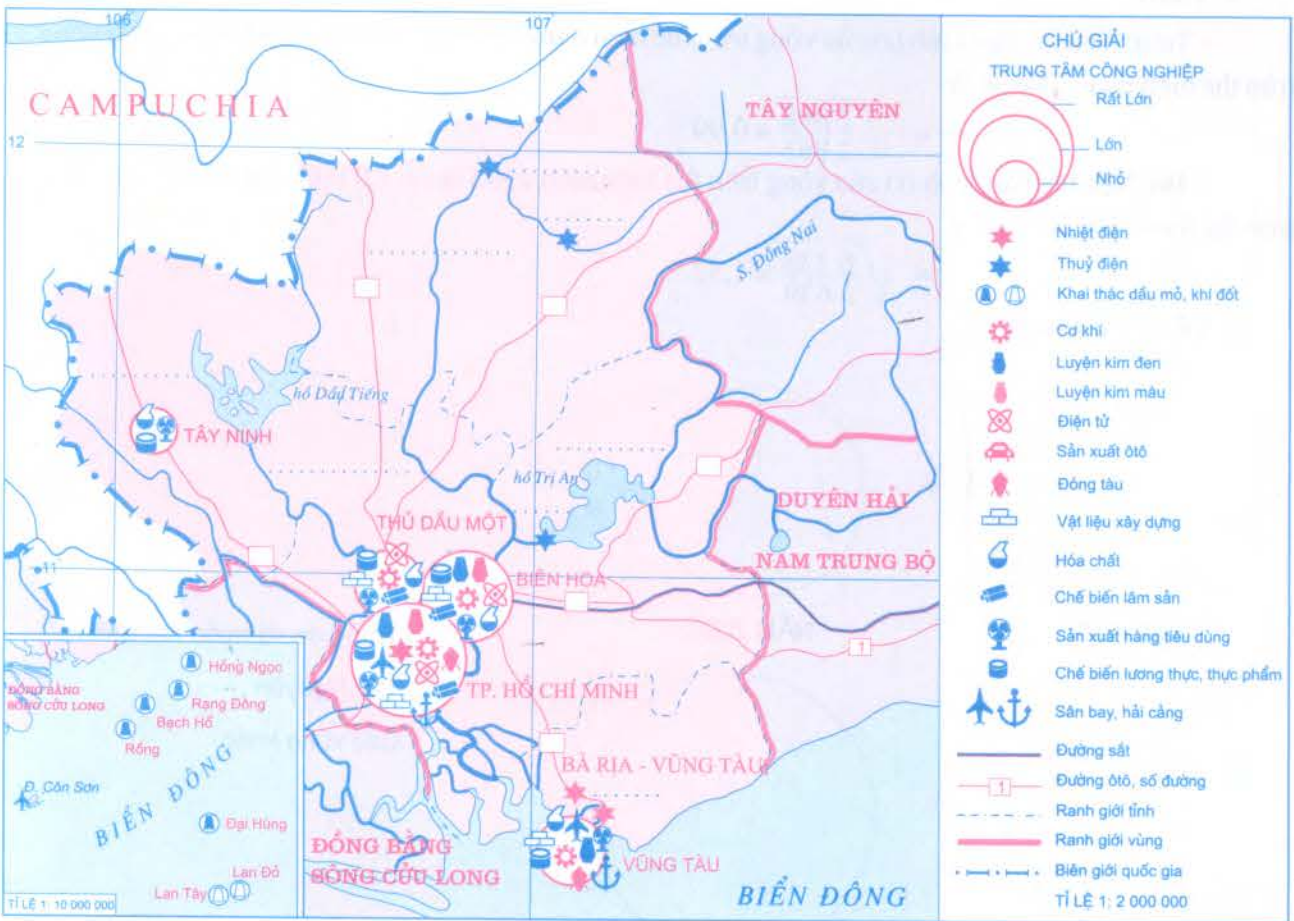 106
107
CAMPUCHIA
TÂY NGUYÊN
12
S. Đồng Nai
hồ Dầu Tiếng
TÂY NINH
hồ Trị An
DUYÊN HẢI
NAM TRUNG BỘ
THỦ DẦU MỘT
BIÊN HÒA
11
TP. HỒ CHÍ MINH
1
BÀ RỊA - VŨNG TÀU
VŨNG TÀU
ĐỒNG BẰNG
SÔNG CỬU LONG
BIỂN ĐÔNG
ĐỒNG BẰNG
SÔNG CỬU LONG
Hồng Ngọc
Rạng Đông
Bạch Hổ
Rồng
Đ. Côn Sơn
BIỂN ĐÔNG
Đại Hùng
Lan Đỏ
Lan Tây
TỈ LỆ 1: 10 000 000
CHÚ GIẢI
TRUNG TÂM CÔNG NGHIỆP
Rất Lớn
Lớn
Nhỏ
Nhiệt điện
Thuỷ điện
Khai thác dầu mỏ, khí đốt
Cơ khí
Luyện kim đen
Luyện kim màu
Điện tử
Sản xuất ôtô
Đóng tàu
Vật liệu xây dựng
Hóa chất
Chế biến lâm sản
Sản xuất hàng tiêu dùng
Chế biến lương thực, thực phẩm
Sân bay, hải cảng
Đường sắt
1 Đường ôtô, số đường
Ranh giới tỉnh
Ranh giới vùng
Biên giới quốc gia
TỈ LỆ 1: 2 000 000